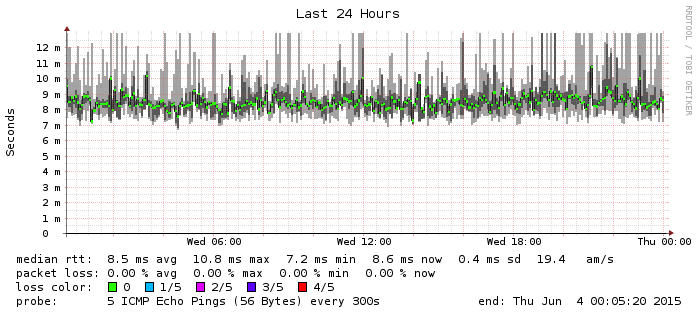 Last 24 Hours
RRDTOOL / TOBI OETIKER
Seconds
12 m
11 m
10 m
9 m
8 m
7 m
6 m
5 m
4 m
3 m
2 m
1 m
0
Wed 06:00 Wed 12:00 Wed 18:00 Thu 00:00
median rtt: 8.5 ms avg 10.8 ms max 7.2 ms min 8.6 ms now 0.4 ms sd 19.4 am/s
packet loss: 0.00 % avg 0.00 % max 0.00 % min 0.00 % now
loss color: 0 1/5 2/5 3/5 4/5
probe: 5 ICMP Echo Pings (56 Bytes) every 300s end: Thu Jun 4 00:05:20 2015